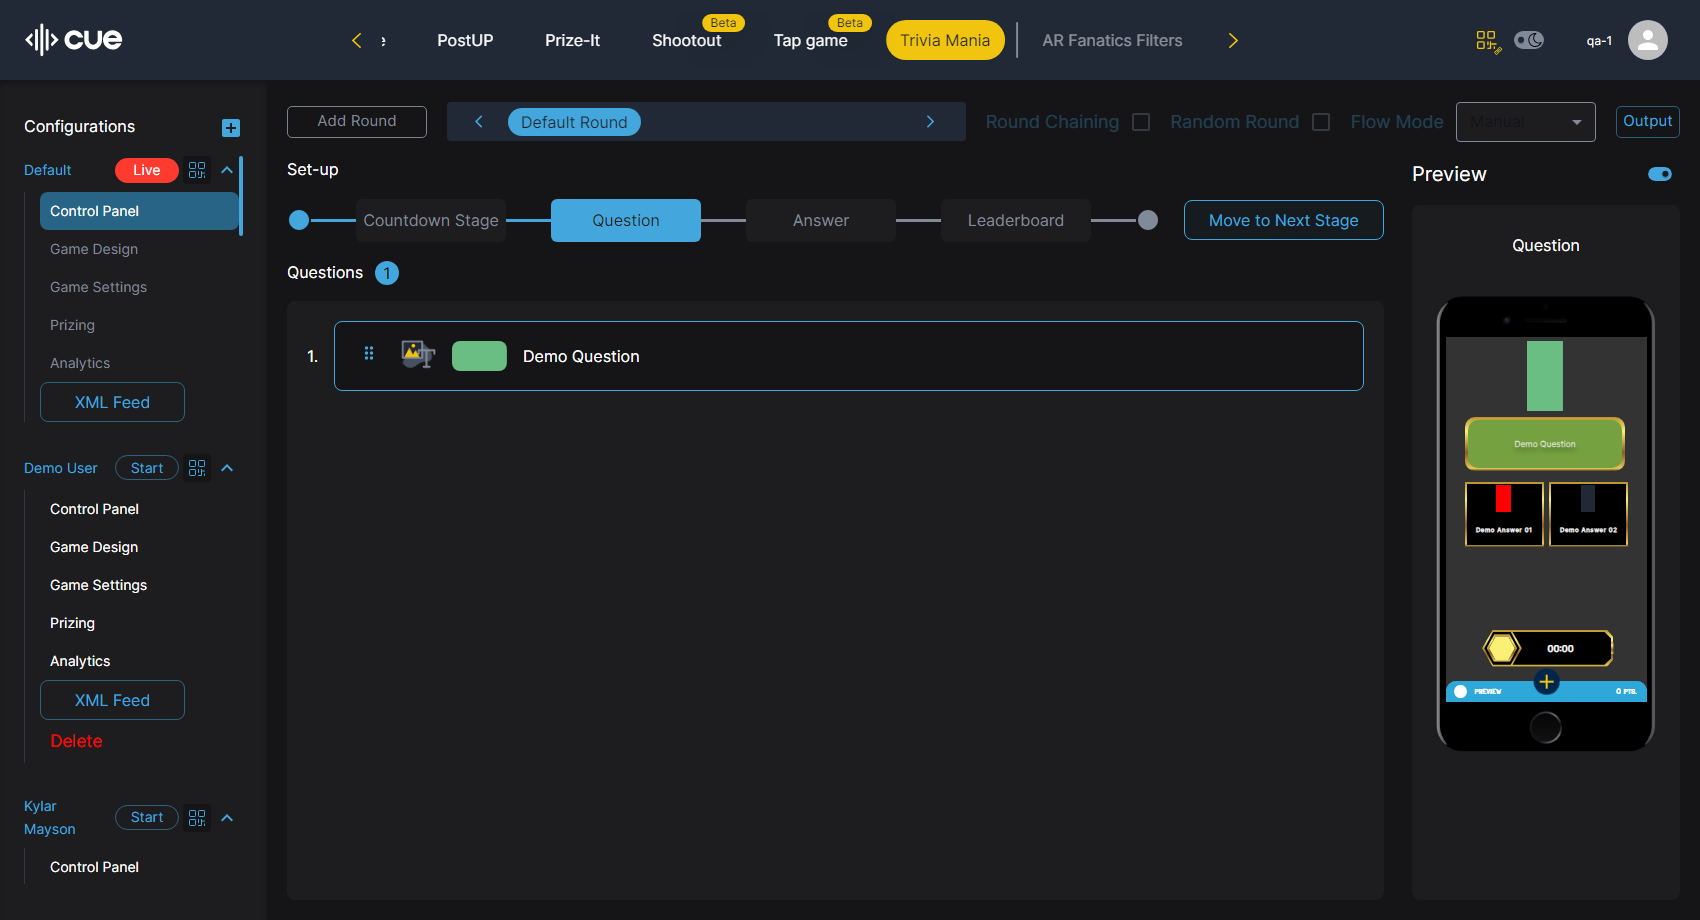 cue
PostUP
Prize-It
Beta
Shootout
Beta
Tap game
Trivia Mania
AR Fanatics Filters
qa-1
Configurations
Default
Live
Control Panel
Game Design
Game Settings
Prizing
Analytics
XML Feed
Demo User
Start
Control Panel
Game Design
Game Settings
Prizing
Analytics
XML Feed
Delete
Kylar
Mayson
Start
Control Panel
Add Round
Default Round
Round Chaining
Random Round
Flow Mode
Manual
Output
Set-up
Countdown Stage
Question
Answer
Leaderboard
Move to Next Stage
Questions 1
1.
Demo Question
Preview
Question
Demo Question
Demo Answer 01
Demo Answer 02
00:00
PREVIEW
0 PTS.